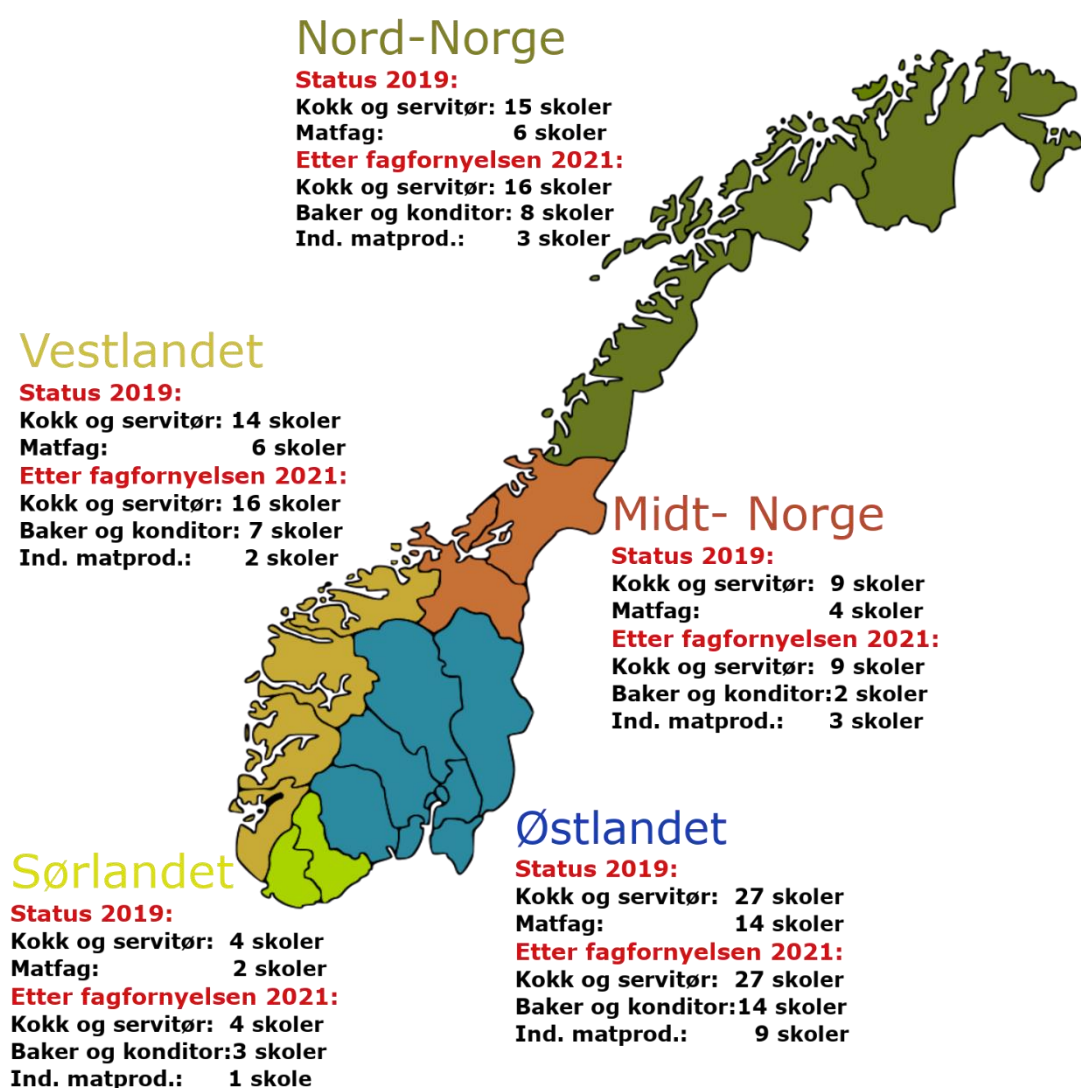 Nord-Norge
Status 2019:
Kokk og servitør: 15 skoler
Matfag: 6 skoler
Etter fagfornyelsen 2021:
Kokk og servitør: 16 skoler
Baker og konditor: 8 skoler
Ind. matprod.: 3 skoler
Vestlandet
Status 2019:
Kokk og servitør: 14 skoler
Matfag: 6 skoler
Etter fagfornyelsen 2021:
Kokk og servitør: 16 skoler
Baker og konditor: 7 skoler
Ind. matprod.: 2 skoler
Midt- Norge
Status 2019:
Kokk og servitør: 9 skoler
Matfag: 4 skoler
Etter fagfornyelsen 2021:
Kokk og servitør: 9 skoler
Baker og konditor:2 skoler
Ind. matprod.: 3 skoler
Østlandet
Status 2019:
Kokk og servitør: 27 skoler
Matfag: 14 skoler
Etter fagfornyelsen 2021:
Kokk og servitør: 27 skoler
Baker og konditor:14 skoler
Ind. matprod.: 9 skoler
Sørlandet
Status 2019:
Kokk og servitør: 4 skoler
Matfag: 2 skoler
Etter fagfornyelsen 2021:
Kokk og servitør: 4 skoler
Baker og konditor:3 skoler
Ind. matprod.: 1 skole